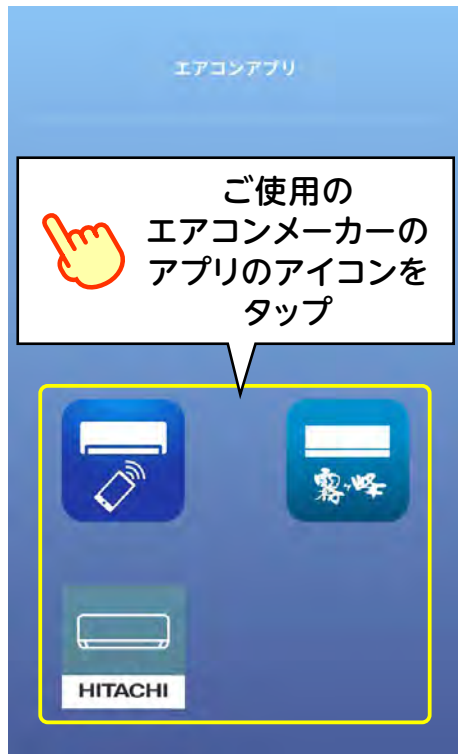 エアコンアプリ
ご使用の
エアコンメーカーの
アプリのアイコンを
タップ
霧ヶ峰
HITACHI